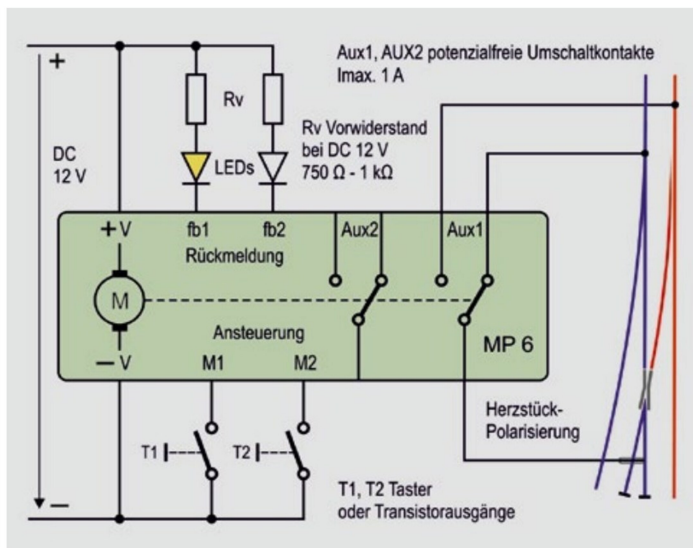 Aux1, AUX2 potenzialfreie Umschaltkontakte
Imax. 1 A
+
DC
12 V
Rv
Rv Vorwiderstand
bei DC 12 V
750 Ω - 1 kΩ
LEDs
+ V
fb1
fb2
Aux2
Aux1
Rückmeldung
M
Ansteuerung
MP 6
– V
M1
M2
T1
T2
Herzstück-
Polarisierung
–
T1, T2 Taster
oder Transistorausgänge